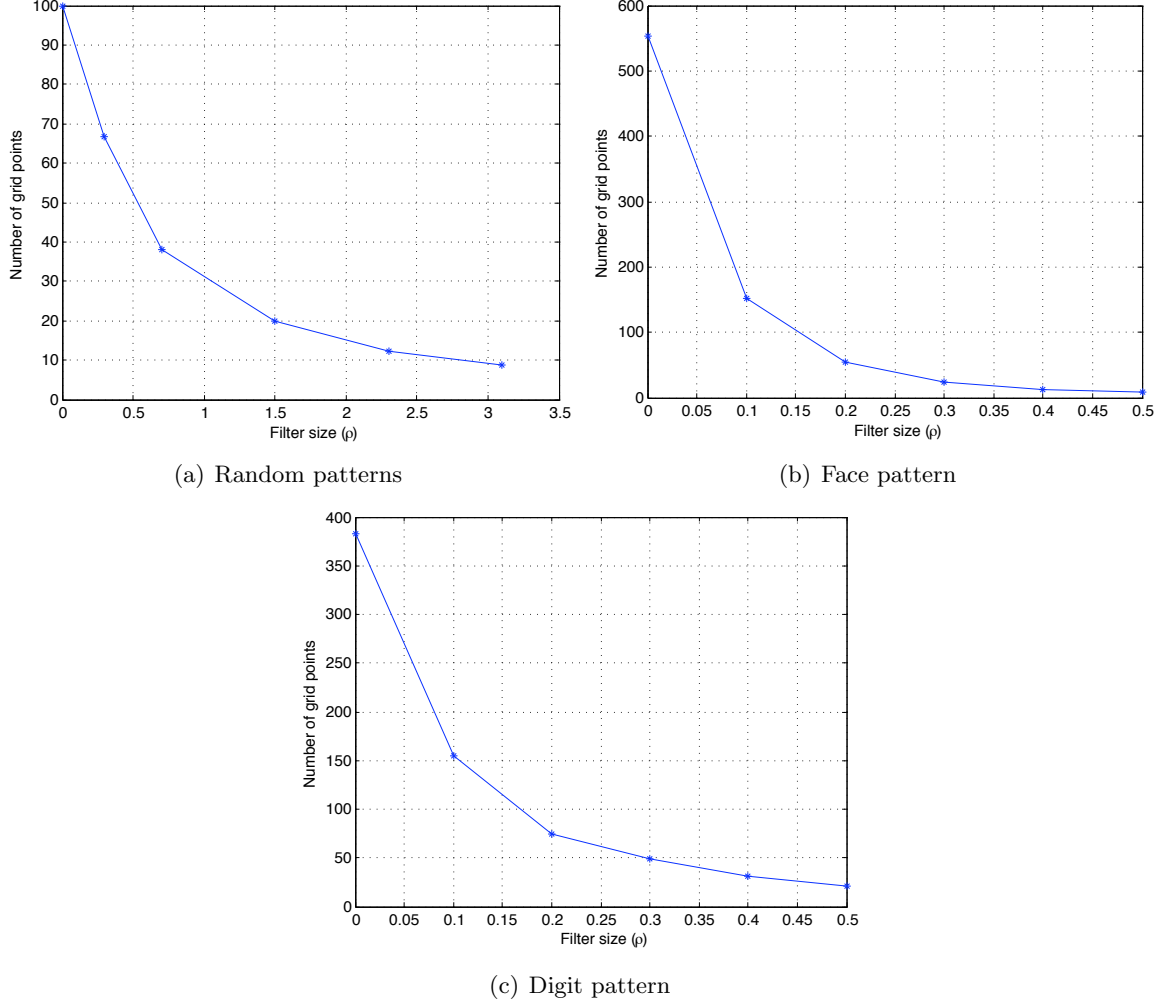 100
90
80
70
60
50
40
30
20
10
0
Number of grid points
0 0.5 1 1.5 2 2.5 3 3.5
Filter size (ρ)
(a) Random patterns
600
500
400
300
200
100
0
Number of grid points
0 0.05 0.1 0.15 0.2 0.25 0.3 0.35 0.4 0.45 0.5
Filter size (ρ)
(b) Face pattern
400
350
300
250
200
150
100
50
0
Number of grid points
0 0.05 0.1 0.15 0.2 0.25 0.3 0.35 0.4 0.45 0.5
Filter size (ρ)
(c) Digit pattern